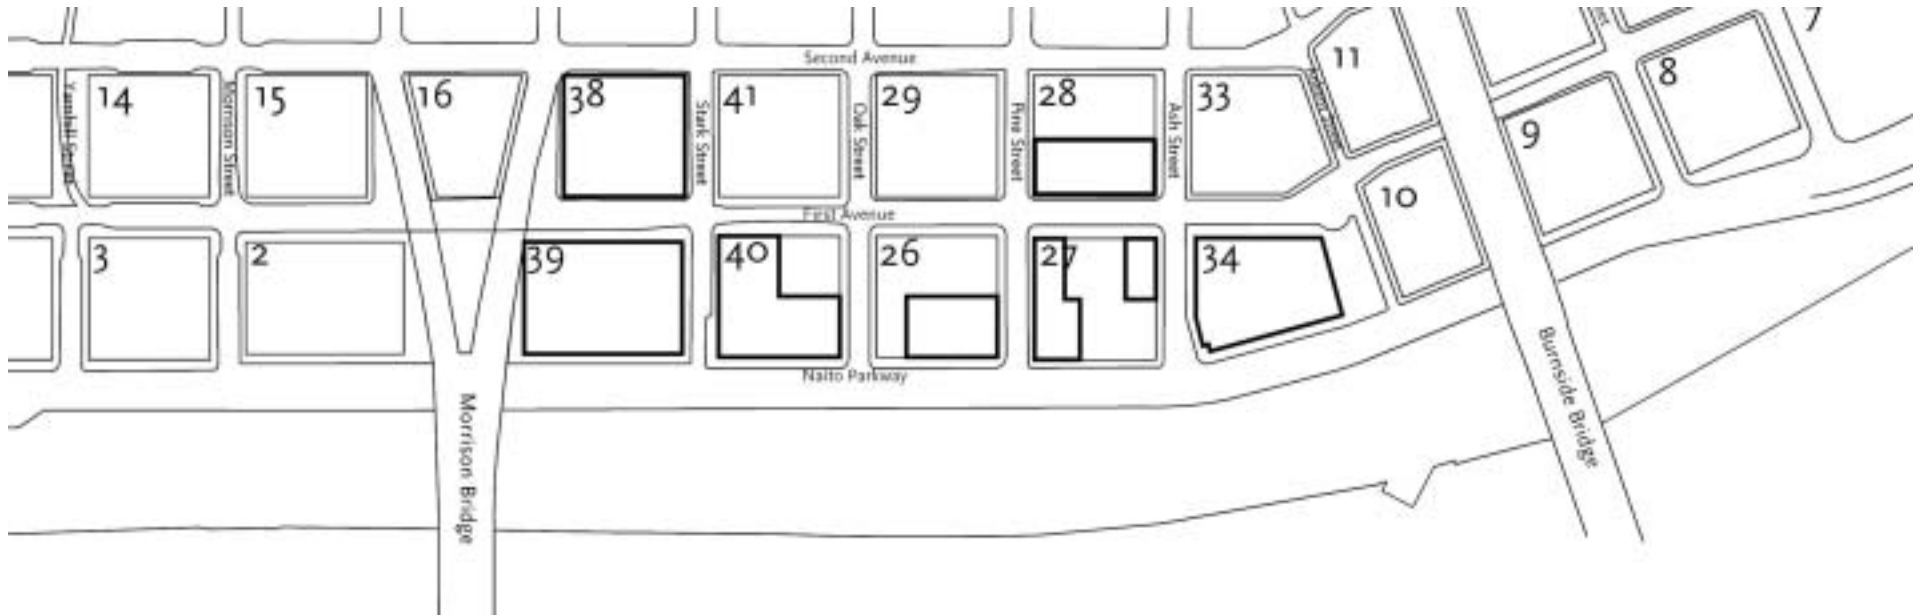 7
Second Avenue
11
8
14
15
16
38
41
29
28
33
9
Yamhill Street
Morrison Street
Stark Street
Oak Street
Pine Street
Ash Street
10
First Avenue
3
2
39
40
26
27
34
Naito Parkway
Morrison Bridge
Burnside Bridge